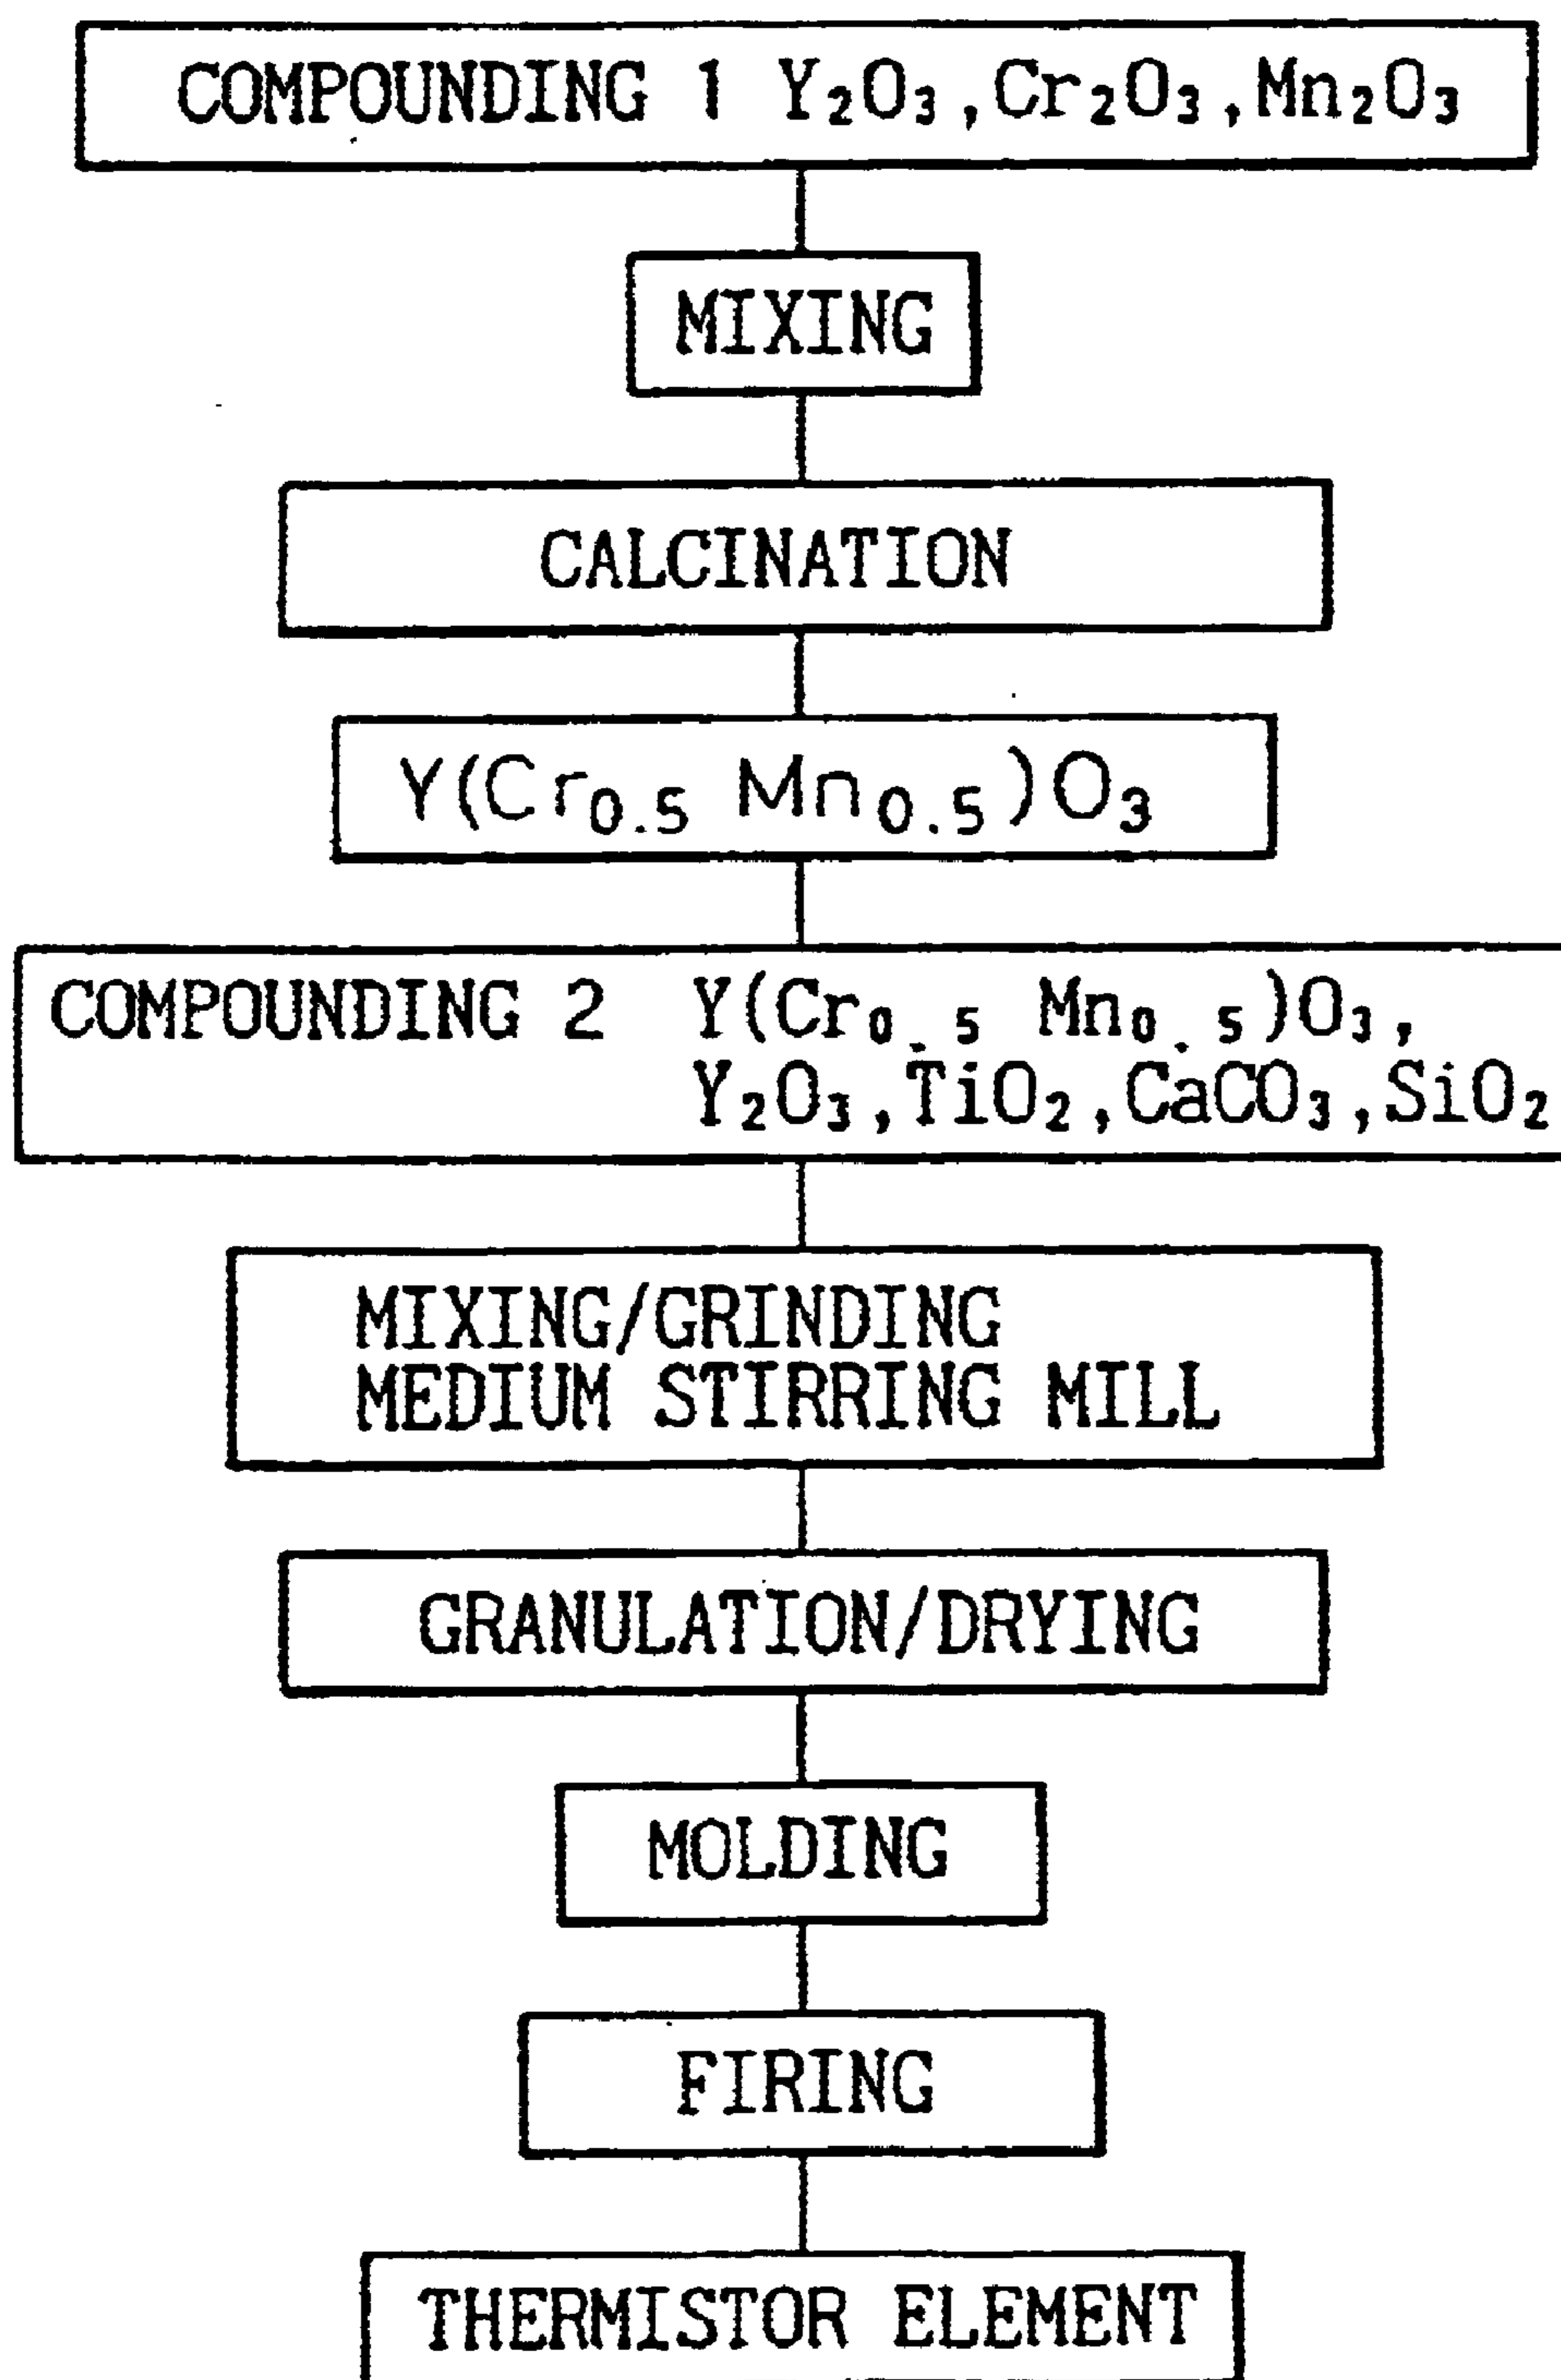 COMPOUNDING 1 Y₂O₃,Cr₂O₃,Mn₂O₃
MIXING
CALCINATION
Y(Cr₀.₅ Mn₀.₅)O₃
COMPOUNDING 2 Y(Cr₀.₅ Mn₀.₅)O₃,
Y₂O₃,TiO₂,CaCO₃,SiO₂
MIXING/GRINDING
MEDIUM STIRRING MILL
GRANULATION/DRYING
MOLDING
FIRING
THERMISTOR ELEMENT